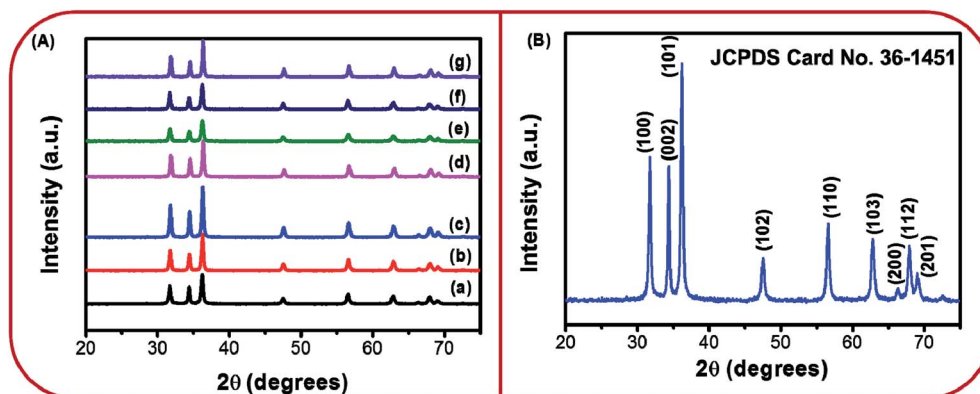 (A)
(g)
(f)
(e)
(d)
(c)
(b)
(a)
Intensity (a.u.)
20 30 40 50 60 70
2θ (degrees)
(B)
JCPDS Card No. 36-1451
(100)
(002)
(101)
(102)
(110)
(103)
(200)
(112)
(201)
Intensity (a.u.)
20 30 40 50 60 70
2θ (degrees)